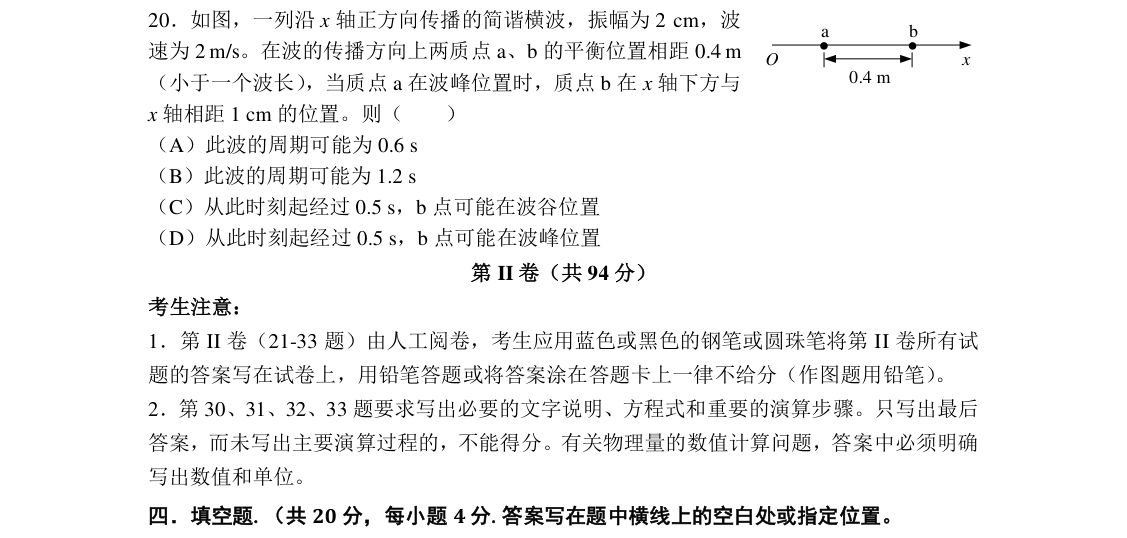 20．如图，一列沿 x 轴正方向传播的简谐横波，振幅为 2 cm，波
速为 2 m/s。在波的传播方向上两质点 a、b 的平衡位置相距 0.4 m
（小于一个波长），当质点 a 在波峰位置时，质点 b 在 x 轴下方与
x 轴相距 1 cm 的位置。则（　　）
a
b
O
x
0.4 m
（A）此波的周期可能为 0.6 s
（B）此波的周期可能为 1.2 s
（C）从此时刻起经过 0.5 s，b 点可能在波谷位置
（D）从此时刻起经过 0.5 s，b 点可能在波峰位置
第 II 卷（共 94 分）
考生注意：
1．第 II 卷（21-33 题）由人工阅卷，考生应用蓝色或黑色的钢笔或圆珠笔将第 II 卷所有试
题的答案写在试卷上，用铅笔答题或将答案涂在答题卡上一律不给分（作图题用铅笔）。
2．第 30、31、32、33 题要求写出必要的文字说明、方程式和重要的演算步骤。只写出最后
答案，而未写出主要演算过程的，不能得分。有关物理量的数值计算问题，答案中必须明确
写出数值和单位。
四．填空题.（共 20 分，每小题 4 分. 答案写在题中横线上的空白处或指定位置。